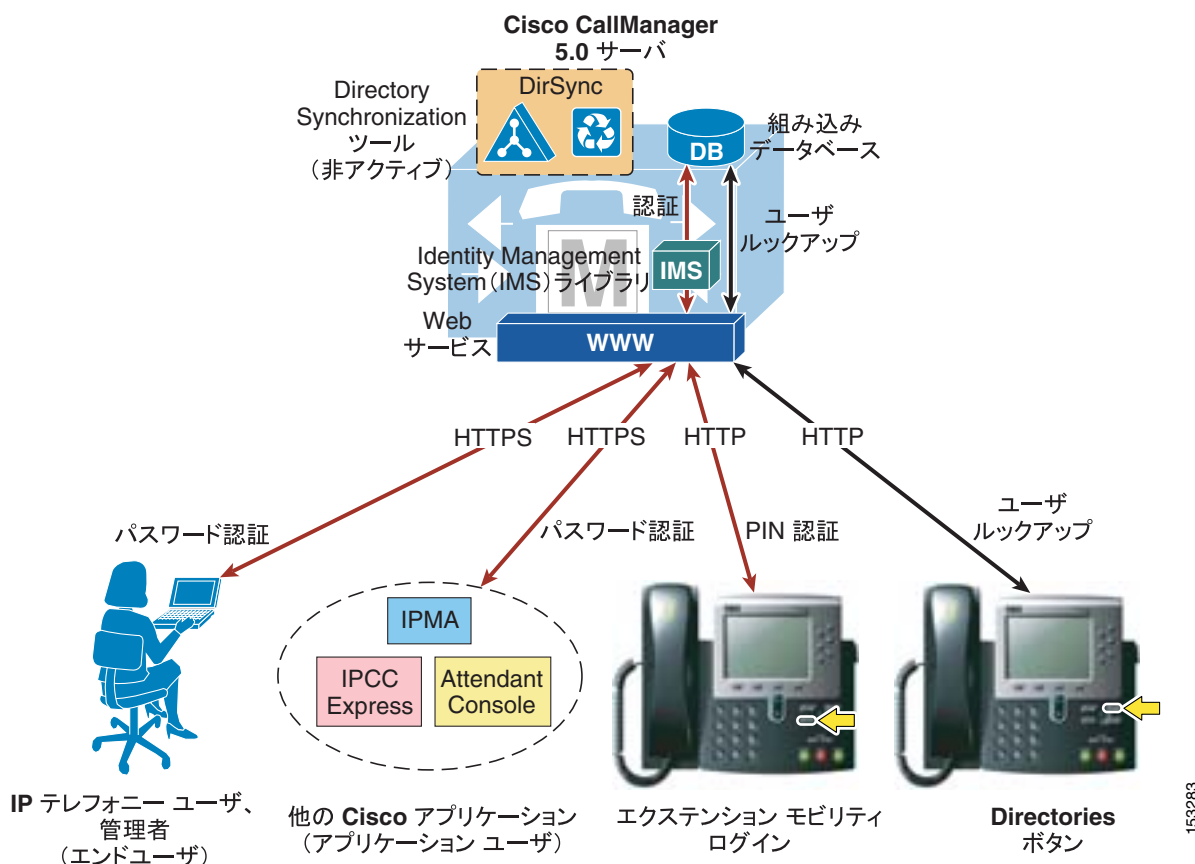 Cisco CallManager
5.0 サーバ
DirSync
Directory
Synchronization
ツール
（非アクティブ）
DB
組み込み
データベース
認証
ユーザ
ルックアップ
Identity Management
System（IMS）ライブラリ
IMS
M
Web
サービス
WWW
HTTPS
HTTPS
HTTP
HTTP
パスワード認証
パスワード認証
PIN 認証
ユーザ
ルックアップ
IPMA
IPCC
Express
Attendant
Console
IP テレフォニー ユーザ、
管理者
（エンドユーザ）
他の Cisco アプリケーション
（アプリケーション ユーザ）
エクステンション モビリティ
ログイン
Directories
ボタン
153283